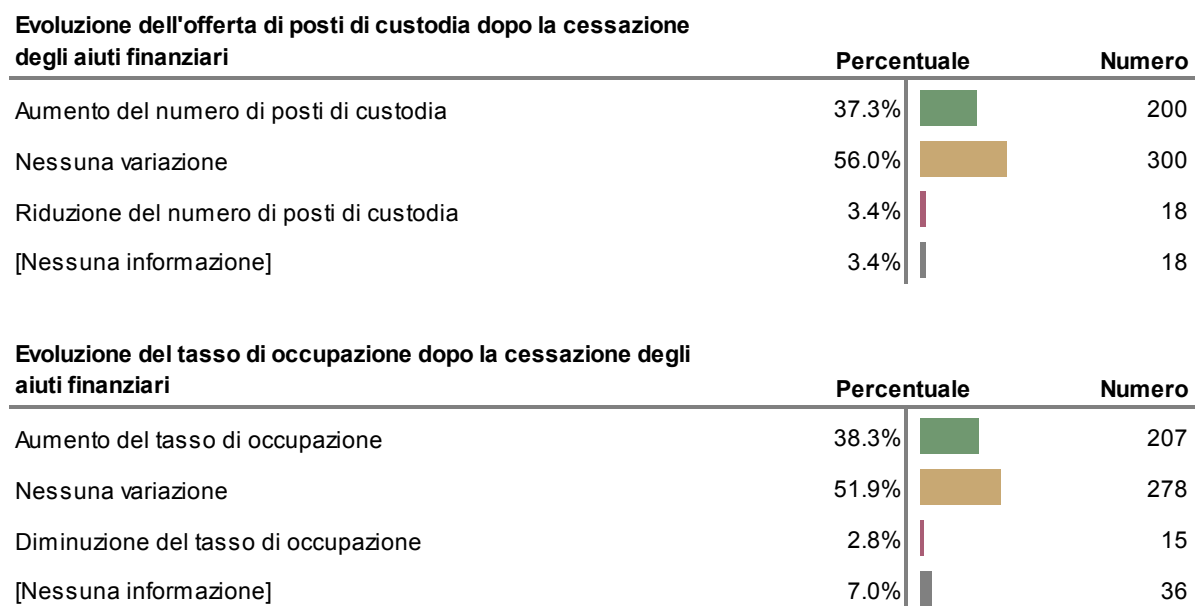 Evoluzione dell'offerta di posti di custodia dopo la cessazione
degli aiuti finanziari Percentuale Numero
Aumento del numero di posti di custodia 37.3% 200
Nessuna variazione 56.0% 300
Riduzione del numero di posti di custodia 3.4% 18
[Nessuna informazione] 3.4% 18
Evoluzione del tasso di occupazione dopo la cessazione degli
aiuti finanziari Percentuale Numero
Aumento del tasso di occupazione 38.3% 207
Nessuna variazione 51.9% 278
Diminuzione del tasso di occupazione 2.8% 15
[Nessuna informazione] 7.0% 36